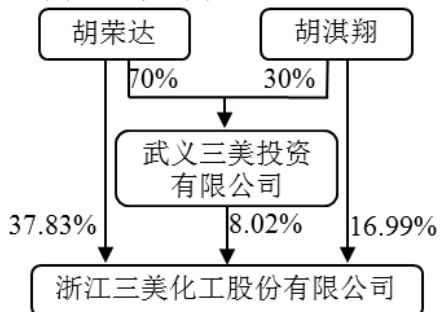 胡荣达
胡淇翔
70%
30%
武义三美投资
有限公司
37.83%
8.02%
16.99%
浙江三美化工股份有限公司